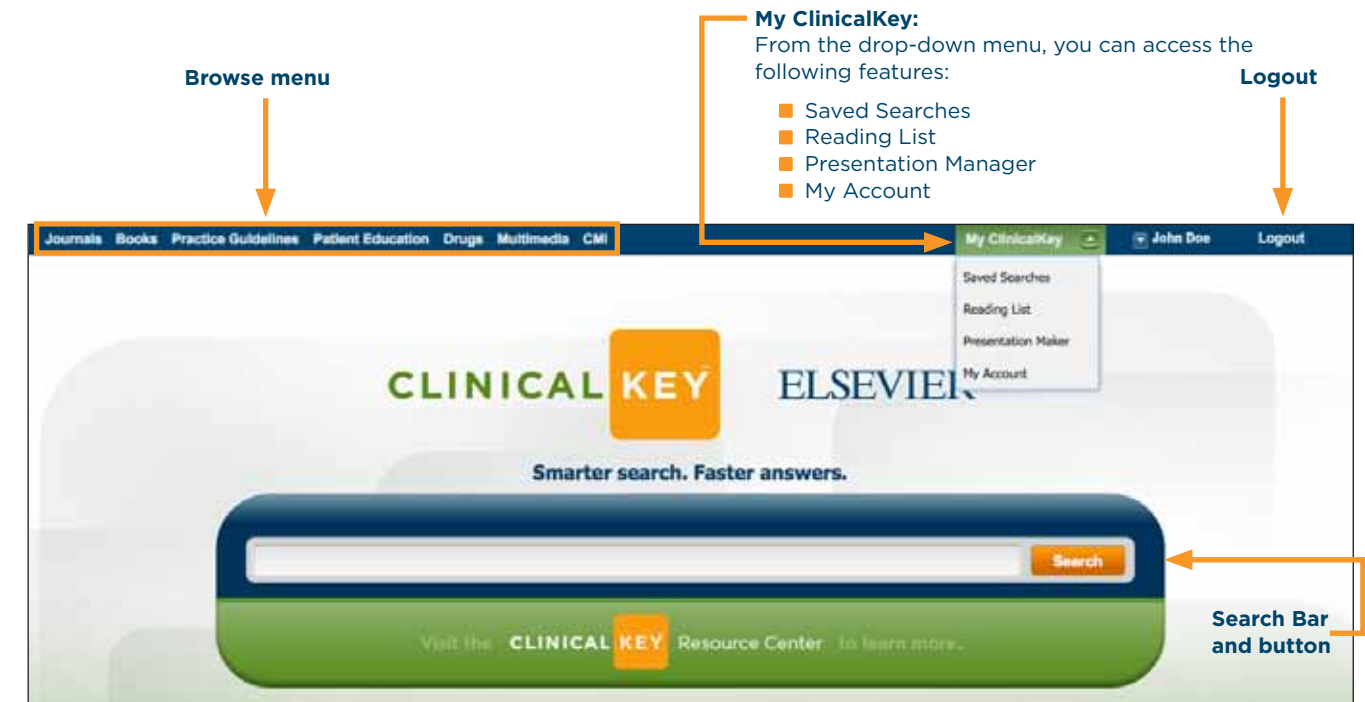 My ClinicalKey:
From the drop-down menu, you can access the
following features:
Browse menu
Logout
Saved Searches
Reading List
Presentation Manager
My Account
Journals Books Practice Guidelines Patient Education Drugs Multimedia CMI
My ClinicalKey John Doe Logout
Saved Searches
Reading List
Presentation Maker
My Account
CLINICAL KEY ELSEVIER
Smarter search. Faster answers.
Search
Visit the CLINICAL KEY Resource Center to learn more.
Search Bar
and button